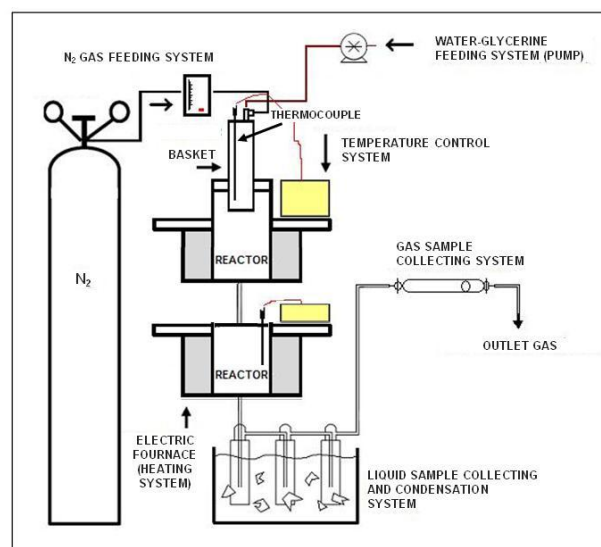 WATER-GLYCERINE
FEEDING SYSTEM (PUMP)
N2 GAS FEEDING SYSTEM
THERMOCOUPLE
BASKET
TEMPERATURE CONTROL
SYSTEM
REACTOR
N2
GAS SAMPLE
COLLECTING SYSTEM
OUTLET GAS
REACTOR
ELECTRIC
FOURNACE
(HEATING
SYSTEM)
LIQUID SAMPLE COLLECTING
AND CONDENSATION
SYSTEM